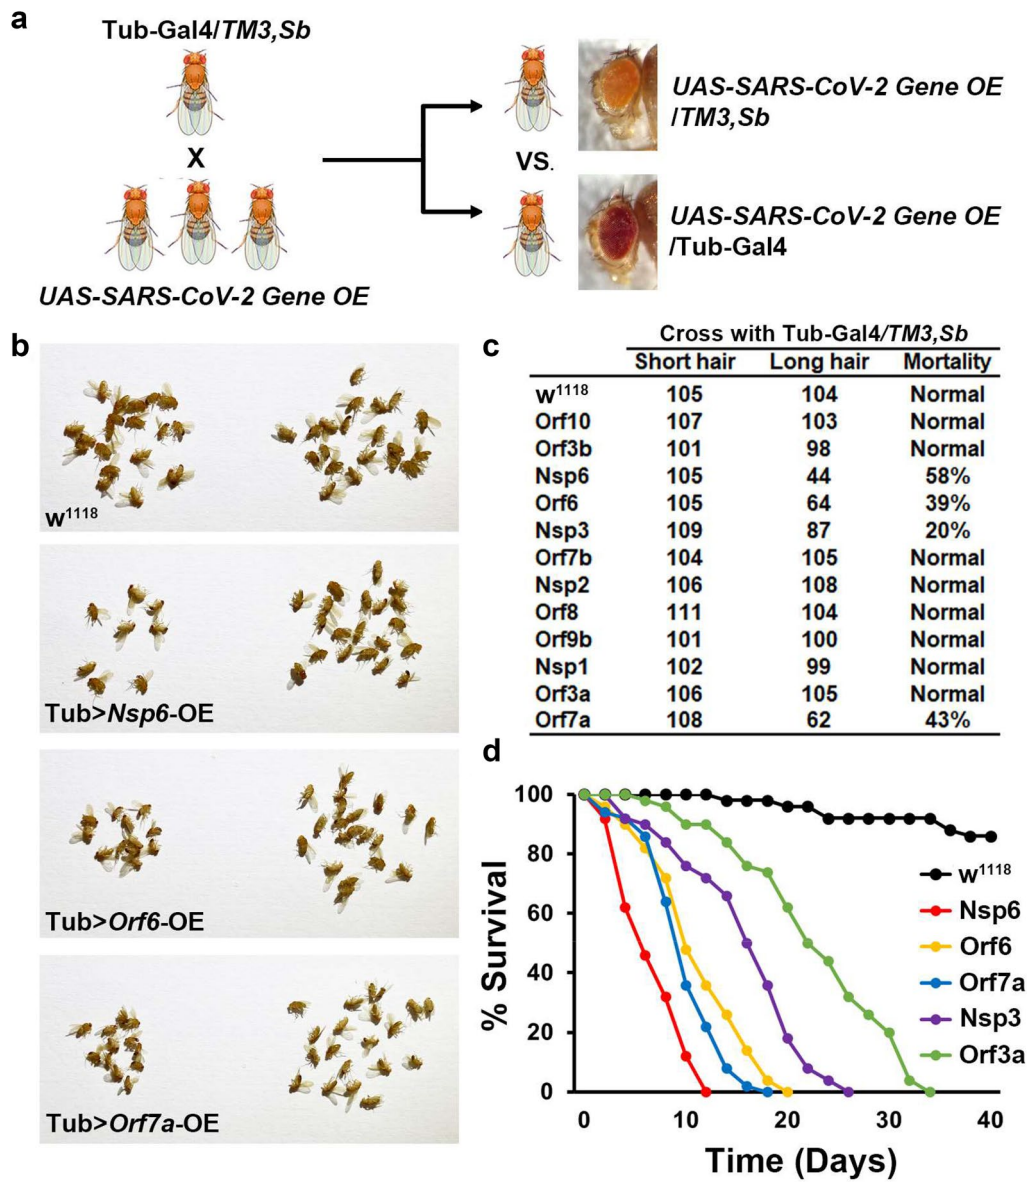 a
Tub-Gal4/TM3,Sb
X
UAS-SARS-CoV-2 Gene OE
UAS-SARS-CoV-2 Gene OE
/TM3,Sb
VS.
UAS-SARS-CoV-2 Gene OE
/Tub-Gal4
b
w1118
Tub>Nsp6-OE
Tub>Orf6-OE
Tub>Orf7a-OE
c
Cross with Tub-Gal4/TM3,Sb
Short hair Long hair Mortality
w1118 105 104 Normal
Orf10 107 103 Normal
Orf3b 101 98 Normal
Nsp6 105 44 58%
Orf6 105 64 39%
Nsp3 109 87 20%
Orf7b 104 105 Normal
Nsp2 106 108 Normal
Orf8 111 104 Normal
Orf9b 101 100 Normal
Nsp1 102 99 Normal
Orf3a 106 105 Normal
Orf7a 108 62 43%
d
% Survival
100
80
60
40
20
0
0 10 20 30 40
Time (Days)
w1118
Nsp6
Orf6
Orf7a
Nsp3
Orf3a